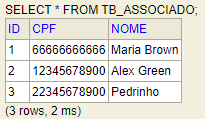 SELECT * FROM TB_ASSOCIADO;
ID CPF NOME
1 66666666666 Maria Brown
2 12345678900 Alex Green
3 22345678900 Pedrinho
(3 rows, 2 ms)